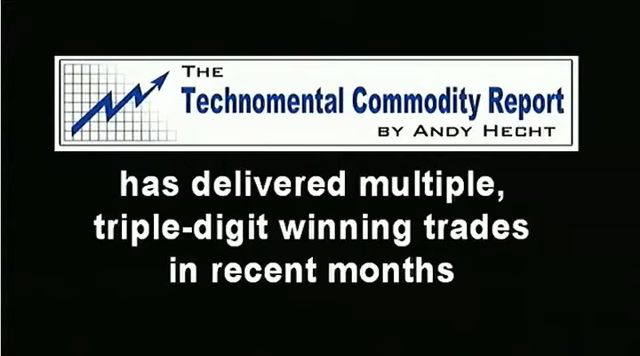 The
Technomental Commodity Report
by Andy Hecht
has delivered multiple,
triple-digit winning trades
in recent months